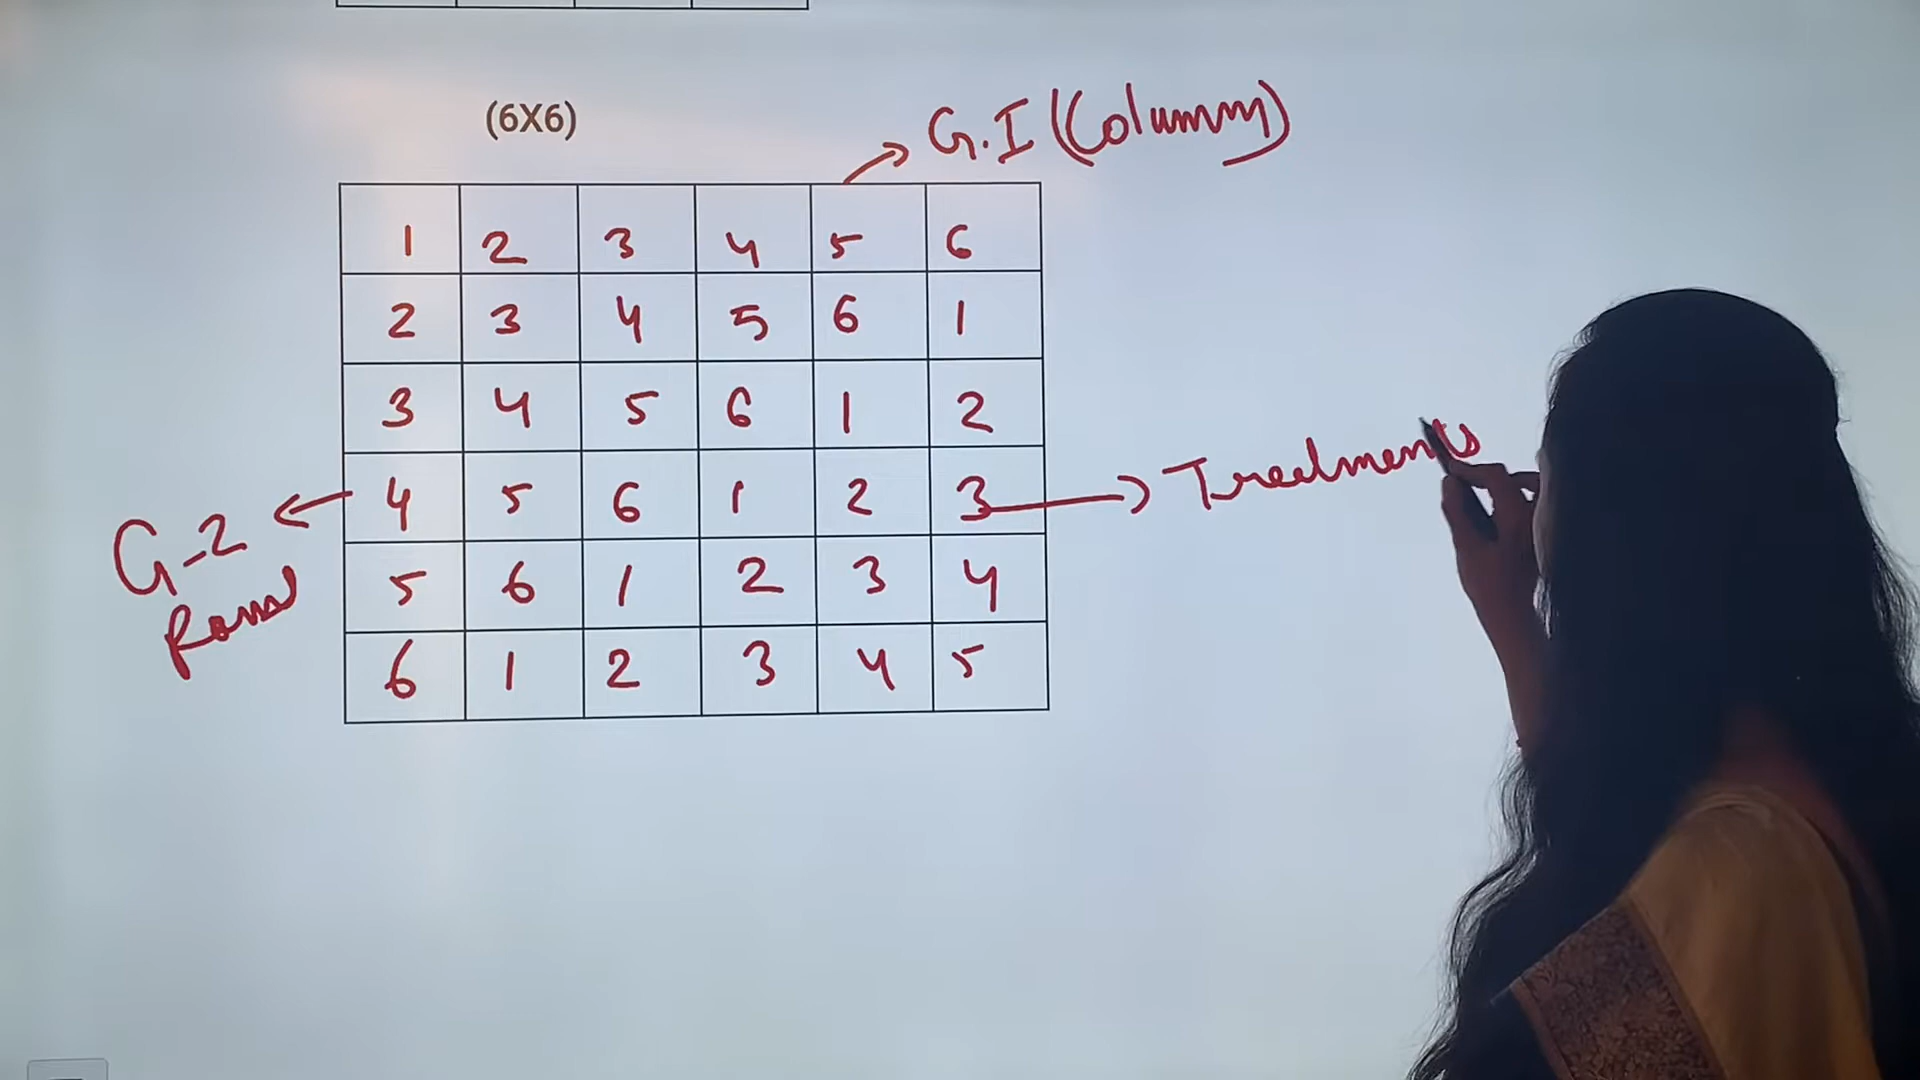 (6X6)
G.I (Column)
1 2 3 4 5 6
2 3 4 5 6 1
3 4 5 6 1 2
4 5 6 1 2 3
5 6 1 2 3 4
6 1 2 3 4 5
G-2
Treatments